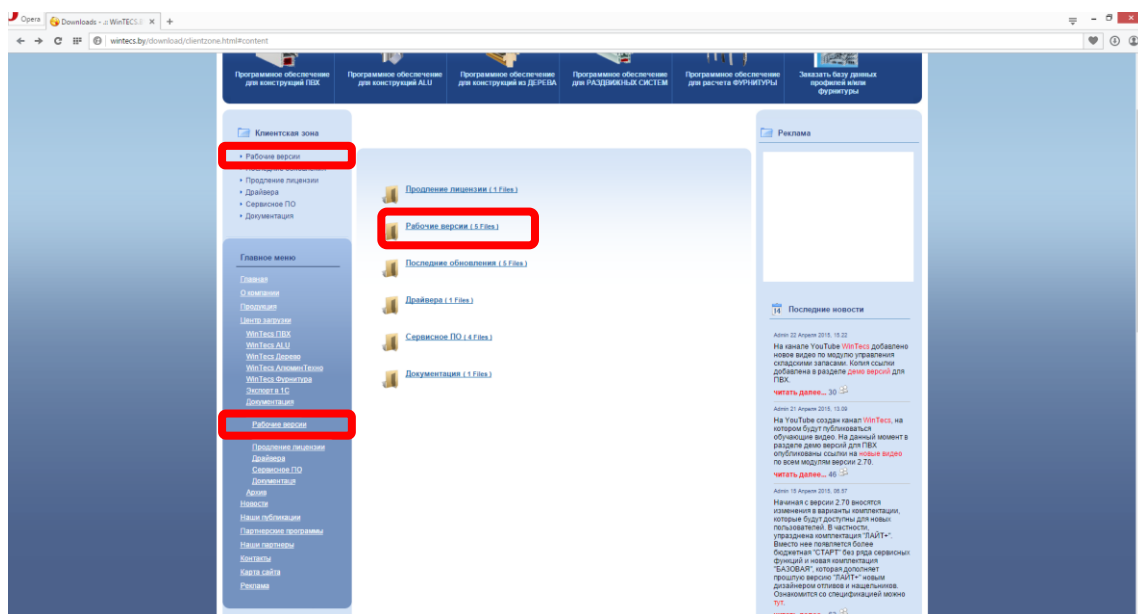 Opera
Downloads - .:: WinTECS.
wintecs.by/download/clientzone.html#content
Программное обеспечение
для конструкций ПВХ
Программное обеспечение
для конструкций ALU
Программное обеспечение
для конструкций из ДЕРЕВА
Программное обеспечение
для РАЗДВИЖНЫХ СИСТЕМ
Программное обеспечение
для расчета ФУРНИТУРЫ
Заказать базу данных
профилей и/или
фурнитуры
Клиентская зона
Рабочие версии
Последние обновления
Продление лицензии
Драйвера
Сервисное ПО
Документация
Главное меню
Главная
О компании
Продукция
Центр загрузки
WinTecs ПВХ
WinTecs ALU
WinTecs Дерево
WinTecs АлюминТехно
WinTecs Фурнитура
Экспорт в 1С
Документация
Рабочие версии
Продление лицензии
Драйвера
Сервисное ПО
Документация
Архив
Новости
Наши публикации
Партнерские программы
Наши партнеры
Контакты
Карта сайта
Реклама
Продление лицензии ( 1 Files )
Рабочие версии ( 5 Files )
Последние обновления ( 5 Files )
Драйвера ( 1 Files )
Сервисное ПО ( 4 Files )
Документация ( 1 Files )
Реклама
14 Последние новости
Admin 22 Апреля 2015, 15:22
На канале YouTube WinTecs добавлено
новое видео по модулю управления
складскими запасами. Копия ссылки
добавлена в разделе демо версий для
ПВХ.
читать далее... 30
Admin 21 Апреля 2015, 13:09
На YouTube создан канал WinTecs, на
котором будут публиковаться
обучающие видео. На данный момент в
разделе демо версий для ПВХ
опубликованы ссылки на новые видео
по всем модулям версии 2.70.
читать далее... 46
Admin 15 Апреля 2015, 08:57
Начиная с версии 2.70 вносятся
изменения в варианты комплектации,
которые будут доступны для новых
пользователей. В частности,
упразднена комплектация "ЛАЙТ+".
Вместо нее появляется более
бюджетная "СТАРТ" без ряда сервисных
функций и новая комплектация
"БАЗОВАЯ", которая дополняет
прошлую версию "ЛАЙТ+" новым
дизайнером отливов и нащельников.
Ознакомится со спецификацией можно
тут.